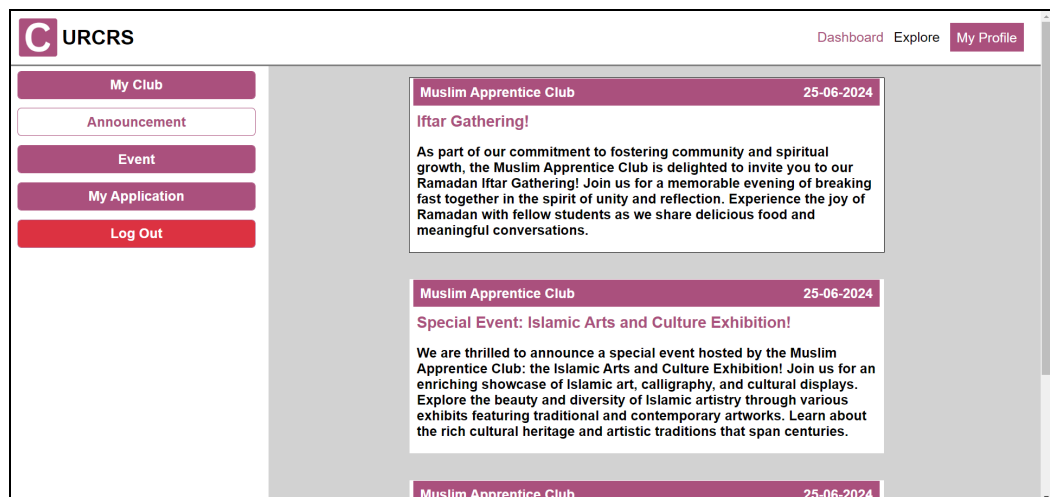 C URCRS
Dashboard Explore My Profile
My Club
Announcement
Event
My Application
Log Out
Muslim Apprentice Club 25-06-2024
Iftar Gathering!
As part of our commitment to fostering community and spiritual
growth, the Muslim Apprentice Club is delighted to invite you to our
Ramadan Iftar Gathering! Join us for a memorable evening of breaking
fast together in the spirit of unity and reflection. Experience the joy of
Ramadan with fellow students as we share delicious food and
meaningful conversations.
Muslim Apprentice Club 25-06-2024
Special Event: Islamic Arts and Culture Exhibition!
We are thrilled to announce a special event hosted by the Muslim
Apprentice Club: the Islamic Arts and Culture Exhibition! Join us for an
enriching showcase of Islamic art, calligraphy, and cultural displays.
Explore the beauty and diversity of Islamic artistry through various
exhibits featuring traditional and contemporary artworks. Learn about
the rich cultural heritage and artistic traditions that span centuries.
Muslim Apprentice Club 25-06-2024